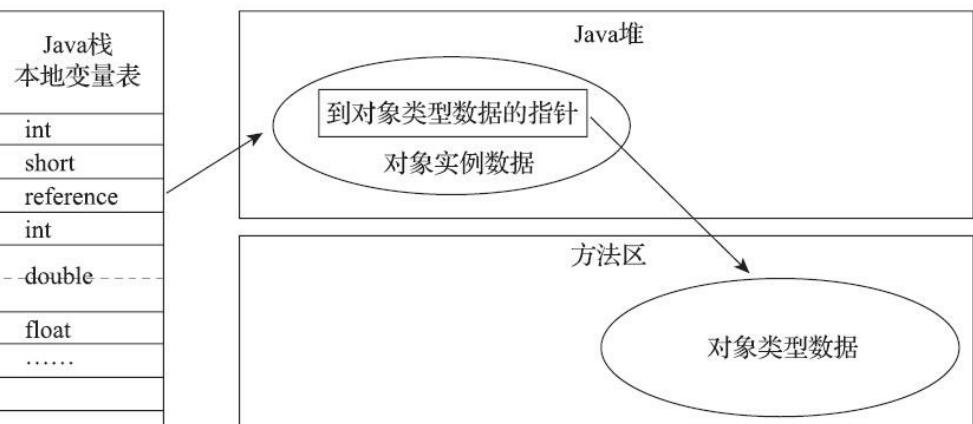 Java栈
本地变量表
int
short
reference
int
double
float
……
Java堆
到对象类型数据的指针
对象实例数据
方法区
对象类型数据